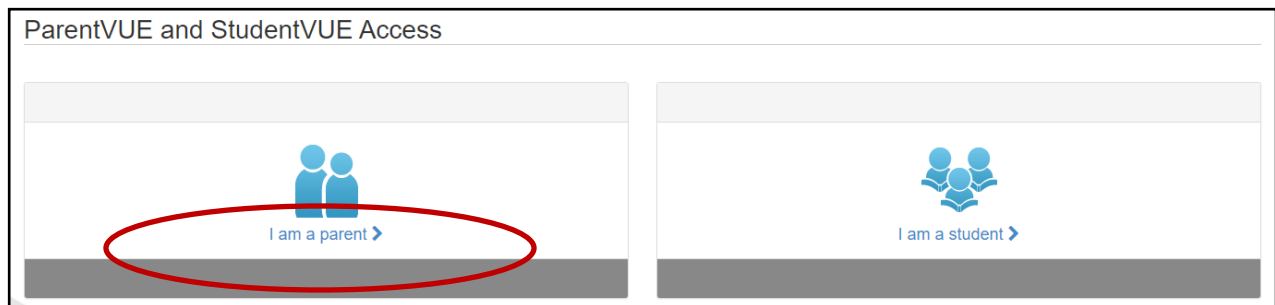 ParentVUE and StudentVUE Access
I am a parent
I am a student